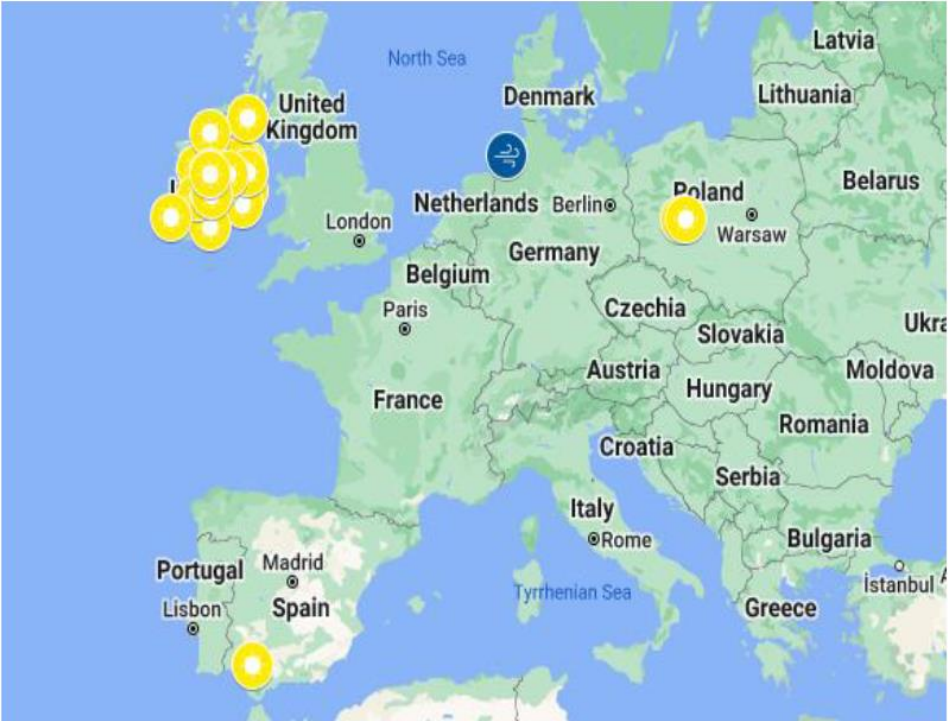 Latvia
North Sea
Denmark
Lithuania
United
Kingdom
Belarus
Poland
Netherlands
Berlin
London
Warsaw
Germany
Belgium
Czechia
Paris
Slovakia
Ukra
Austria
Moldova
Hungary
France
Romania
Croatia
Serbia
Italy
Rome
Bulgaria
Portugal
Madrid
İstanbul
Tyrrhenian Sea
Lisbon
Spain
Greece